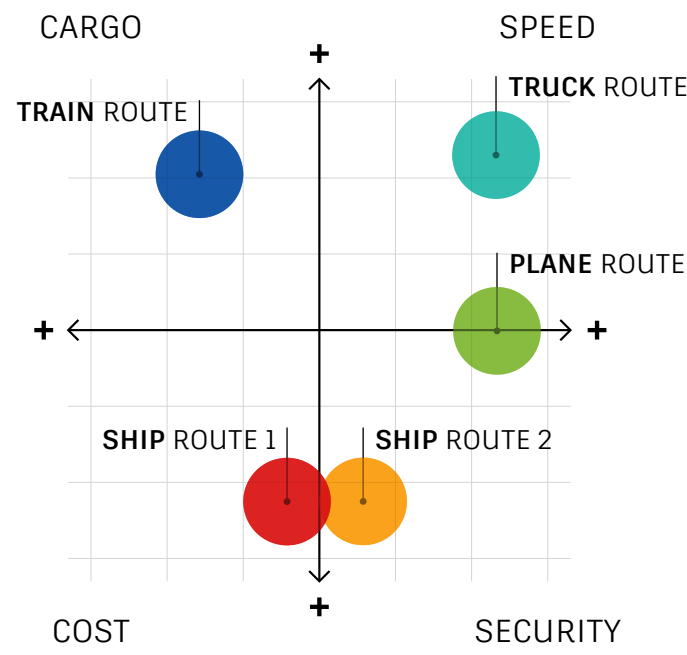 CARGO
SPEED
+
TRUCK ROUTE
TRAIN ROUTE
PLANE ROUTE
+
+
SHIP ROUTE 1
SHIP ROUTE 2
+
COST
SECURITY